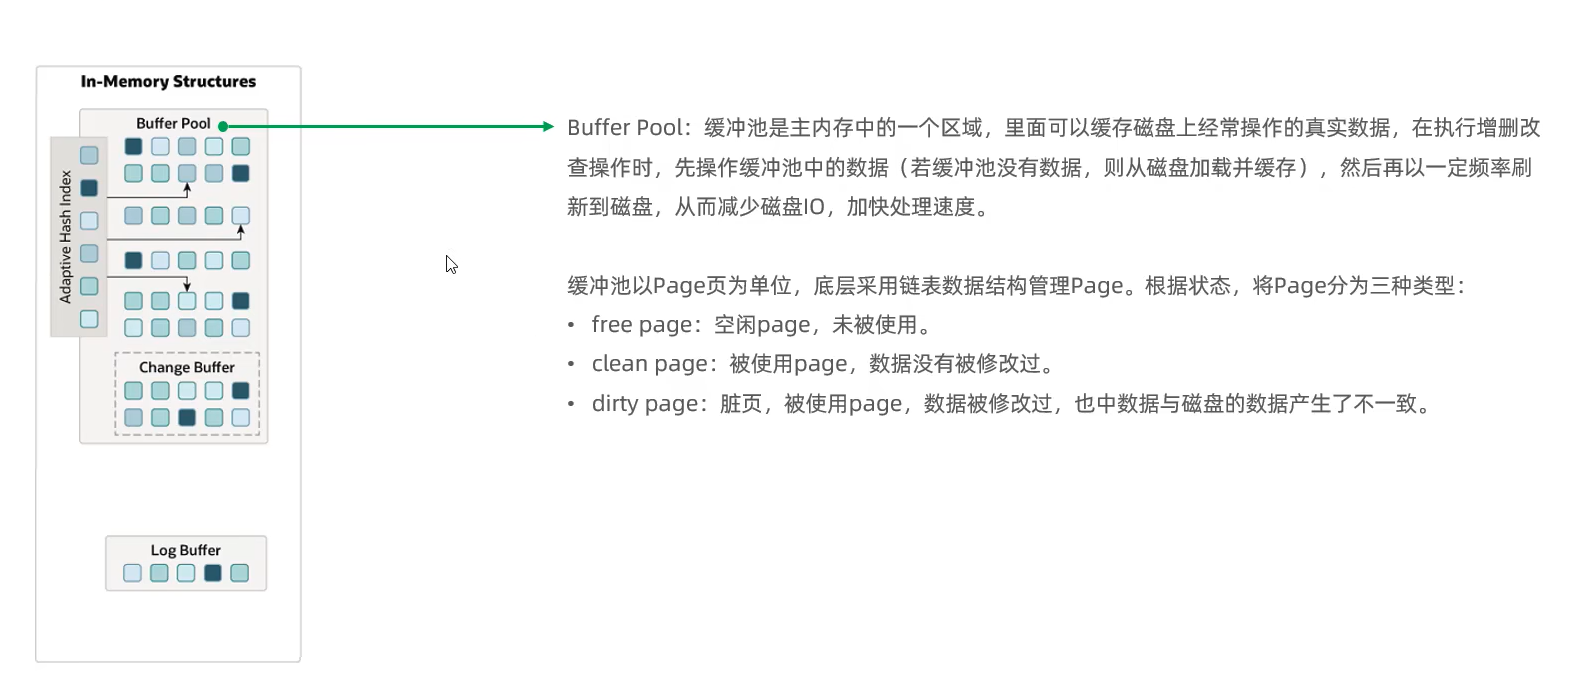 In-Memory Structures
Buffer Pool
Adaptive Hash Index
Change Buffer
Log Buffer
Buffer Pool：缓冲池是主内存中的一个区域，里面可以缓存磁盘上经常操作的真实数据，在执行增删改
查操作时，先操作缓冲池中的数据（若缓冲池没有数据，则从磁盘加载并缓存），然后再以一定频率刷
新到磁盘，从而减少磁盘IO，加快处理速度。
缓冲池以Page页为单位，底层采用链表数据结构管理Page。根据状态，将Page分为三种类型：
• free page：空闲page，未被使用。
• clean page：被使用page，数据没有被修改过。
• dirty page：脏页，被使用page，数据被修改过，也中数据与磁盘的数据产生了不一致。